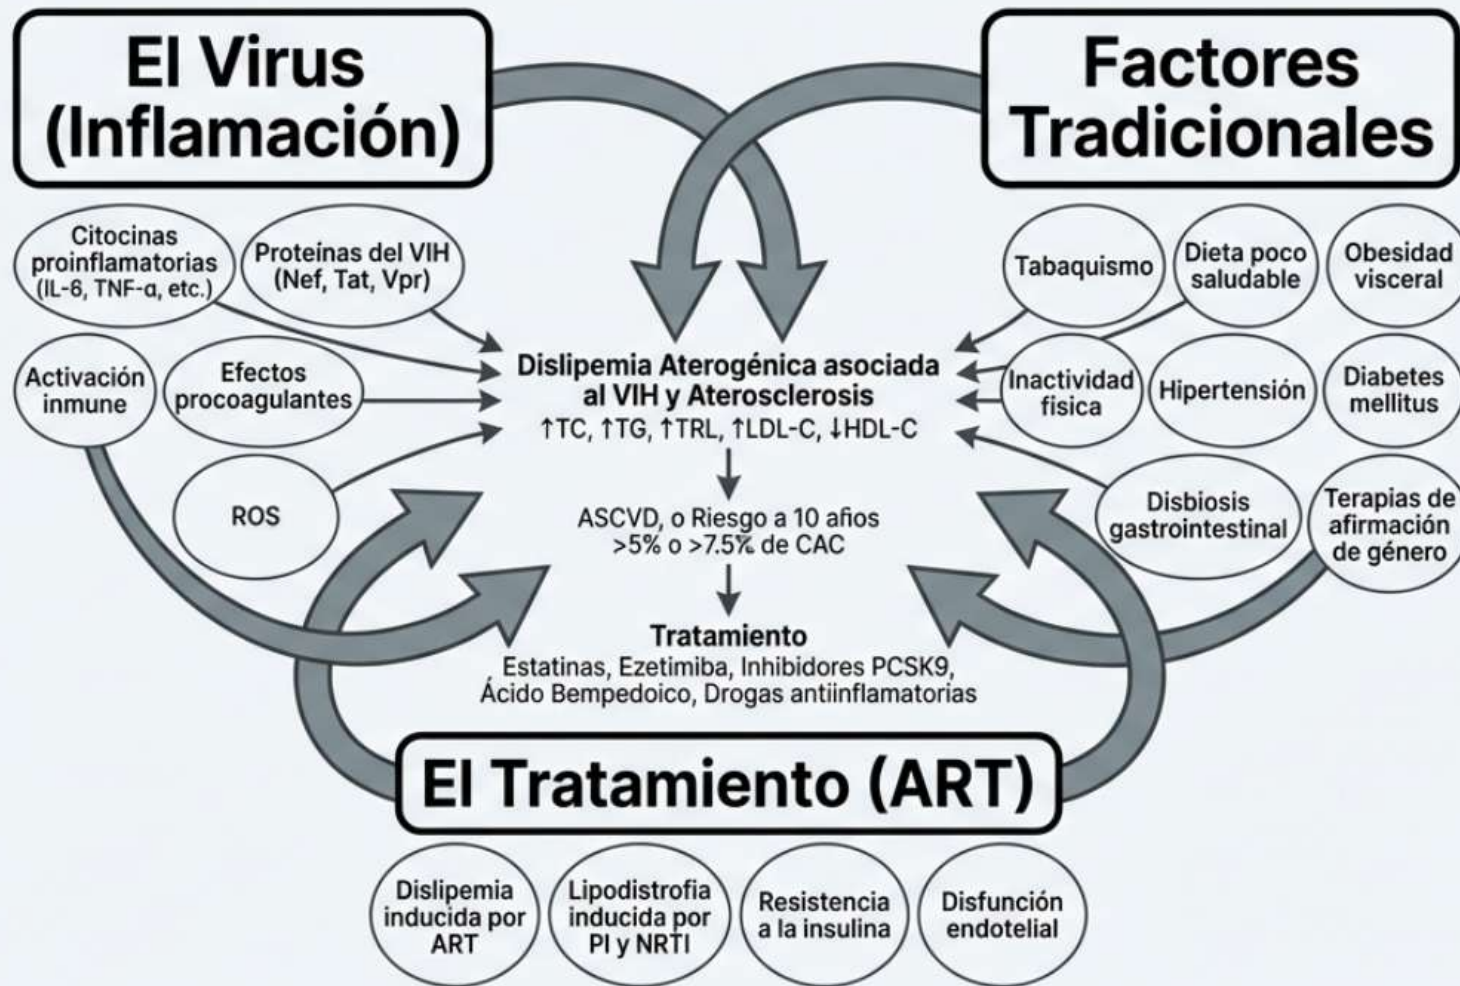 El Virus
(Inflamación)
Factores
Tradicionales
Citocinas
proinflamatorias
(IL-6, TNF-α, etc.)
Proteínas del VIH
(Nef, Tat, Vpr)
Activación
inmune
Efectos
procoagulantes
ROS
Tabaquismo
Dieta poco
saludable
Obesidad
visceral
Inactividad
física
Hipertensión
Diabetes
mellitus
Disbiosis
gastrointestinal
Terapias de
afirmación
de género
Dislipemia Aterogénica asociada
al VIH y Aterosclerosis
↑TC, ↑TG, ↑TRL, ↑LDL-C, ↓HDL-C
ASCVD, o Riesgo a 10 años
>5% o >7.5% de CAC
Tratamiento
Estatinas, Ezetimiba, Inhibidores PCSK9,
Ácido Bempedoico, Drogas antiinflamatorias
El Tratamiento (ART)
Dislipemia
inducida por
ART
Lipodistrofia
inducida por
PI y NRTI
Resistencia
a la insulina
Disfunción
endotelial